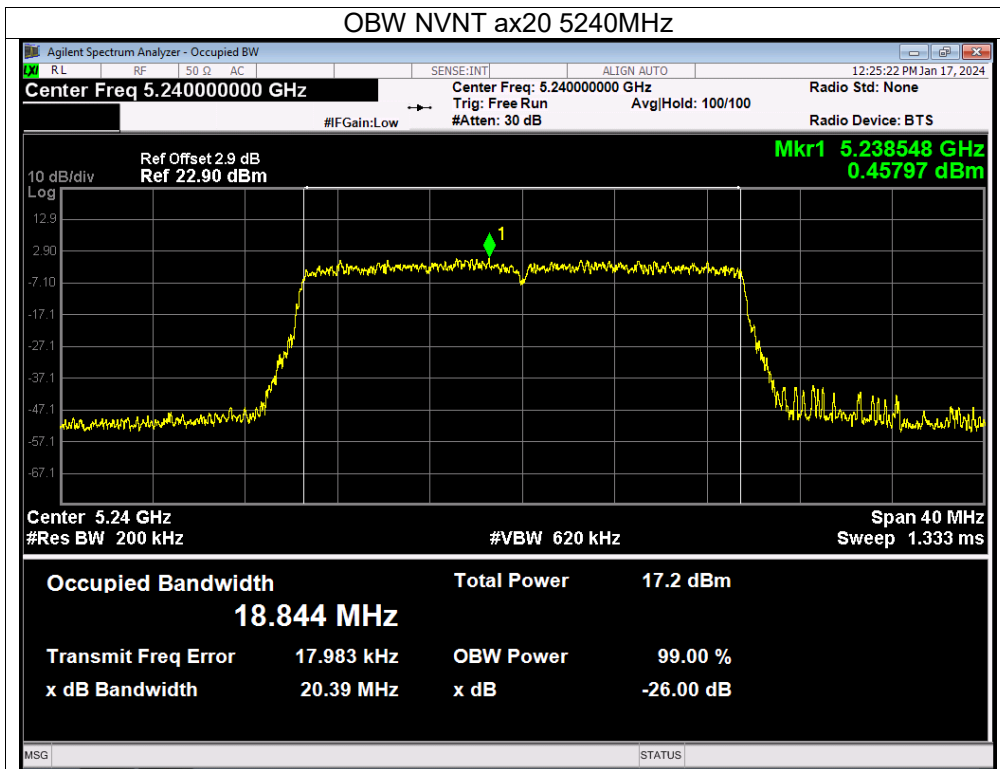 OBW NVNT ax20 5240MHz
Agilent Spectrum Analyzer - Occupied BW
LXI RL RF 50 Ω AC SENSE:INT ALIGN AUTO 12:25:22 PM Jan 17, 2024
Center Freq 5.240000000 GHz Center Freq: 5.240000000 GHz Radio Std: None
Trig: Free Run Avg|Hold: 100/100
#IFGain:Low #Atten: 30 dB Radio Device: BTS
Mkr1 5.238548 GHz
0.45797 dBm
Ref Offset 2.9 dB
10 dB/div Ref 22.90 dBm
Log
12.9
1
2.90
-7.10
-17.1
-27.1
-37.1
-47.1
-57.1
-67.1
Center 5.24 GHz Span 40 MHz
#Res BW 200 kHz #VBW 620 kHz Sweep 1.333 ms
Occupied Bandwidth Total Power 17.2 dBm
18.844 MHz
Transmit Freq Error 17.983 kHz OBW Power 99.00 %
x dB Bandwidth 20.39 MHz x dB -26.00 dB
MSG STATUS